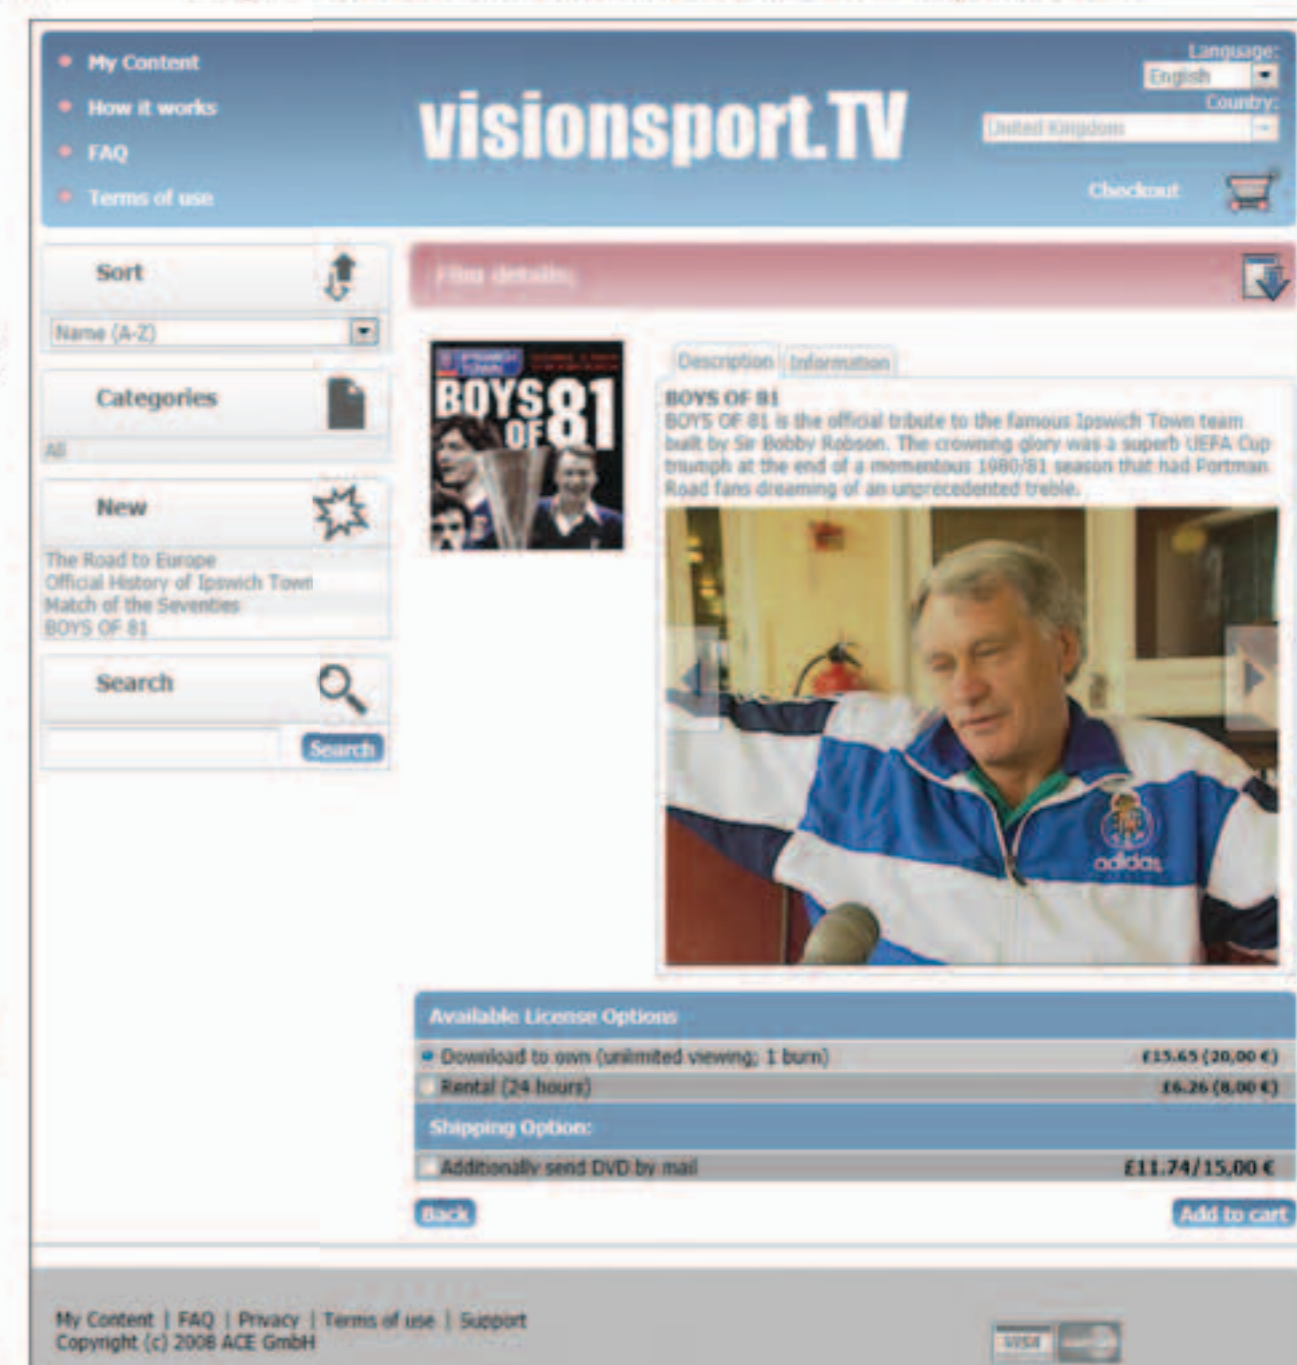 My Content
How it works
FAQ
Terms of use
visionsport.TV
Language:
English
Country:
United Kingdom
Checkout
Sort
Name (A-Z)
Categories
All
New
The Road to Europe
Official History of Ipswich Town
Match of the Seventies
BOYS OF 81
Search
Search
Film details:
IPSWICH
TOWN
BOYS
OF 81
Description
Information
BOYS OF 81
BOYS OF 81 is the official tribute to the famous Ipswich Town team
built by Sir Bobby Robson. The crowning glory was a superb UEFA Cup
triumph at the end of a momentous 1980/81 season that had Portman
Road fans dreaming of an unprecedented treble.
adidas
Available License Options
Download to own (unlimited viewing; 1 burn)
£15.65 (20,00 €)
Rental (24 hours)
£6.26 (8,00 €)
Shipping Option:
Additionally send DVD by mail
£11.74/15,00 €
Back
Add to cart
My Content | FAQ | Privacy | Terms of use | Support
Copyright (c) 2008 ACE GmbH
VISA